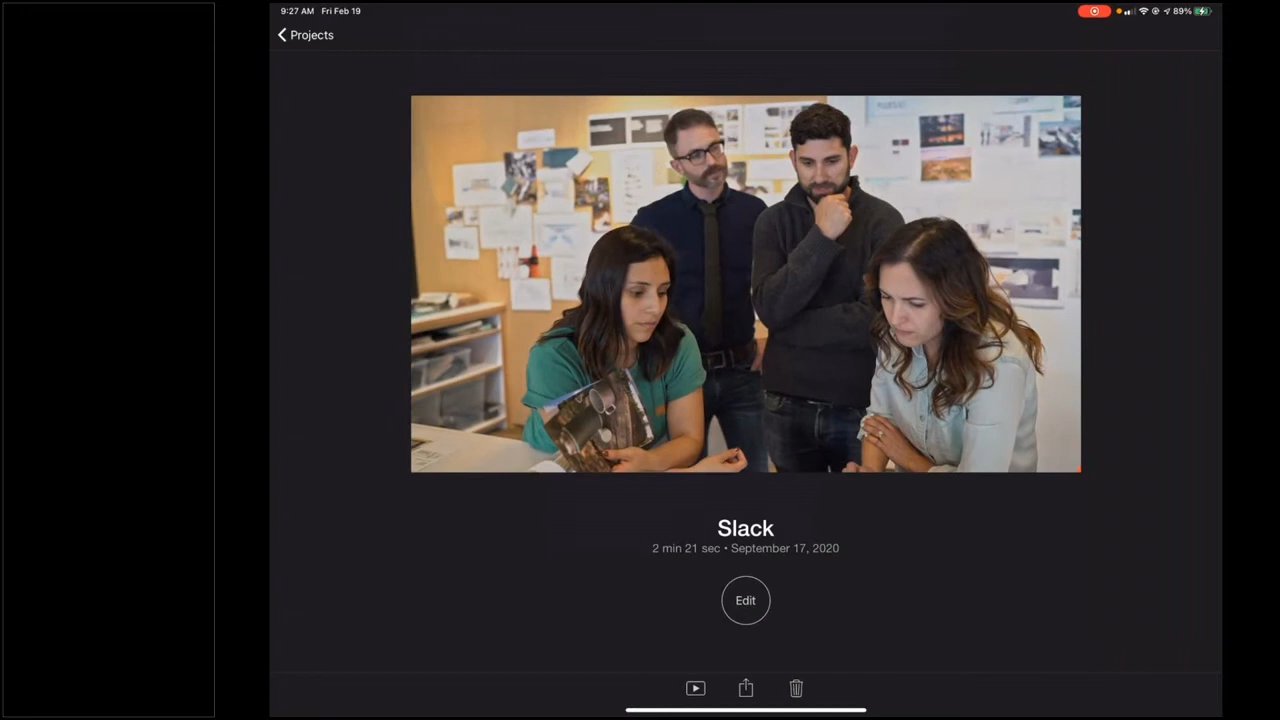 9:27 AM Fri Feb 19
89%
Projects
Slack
2 min 21 sec • September 17, 2020
Edit